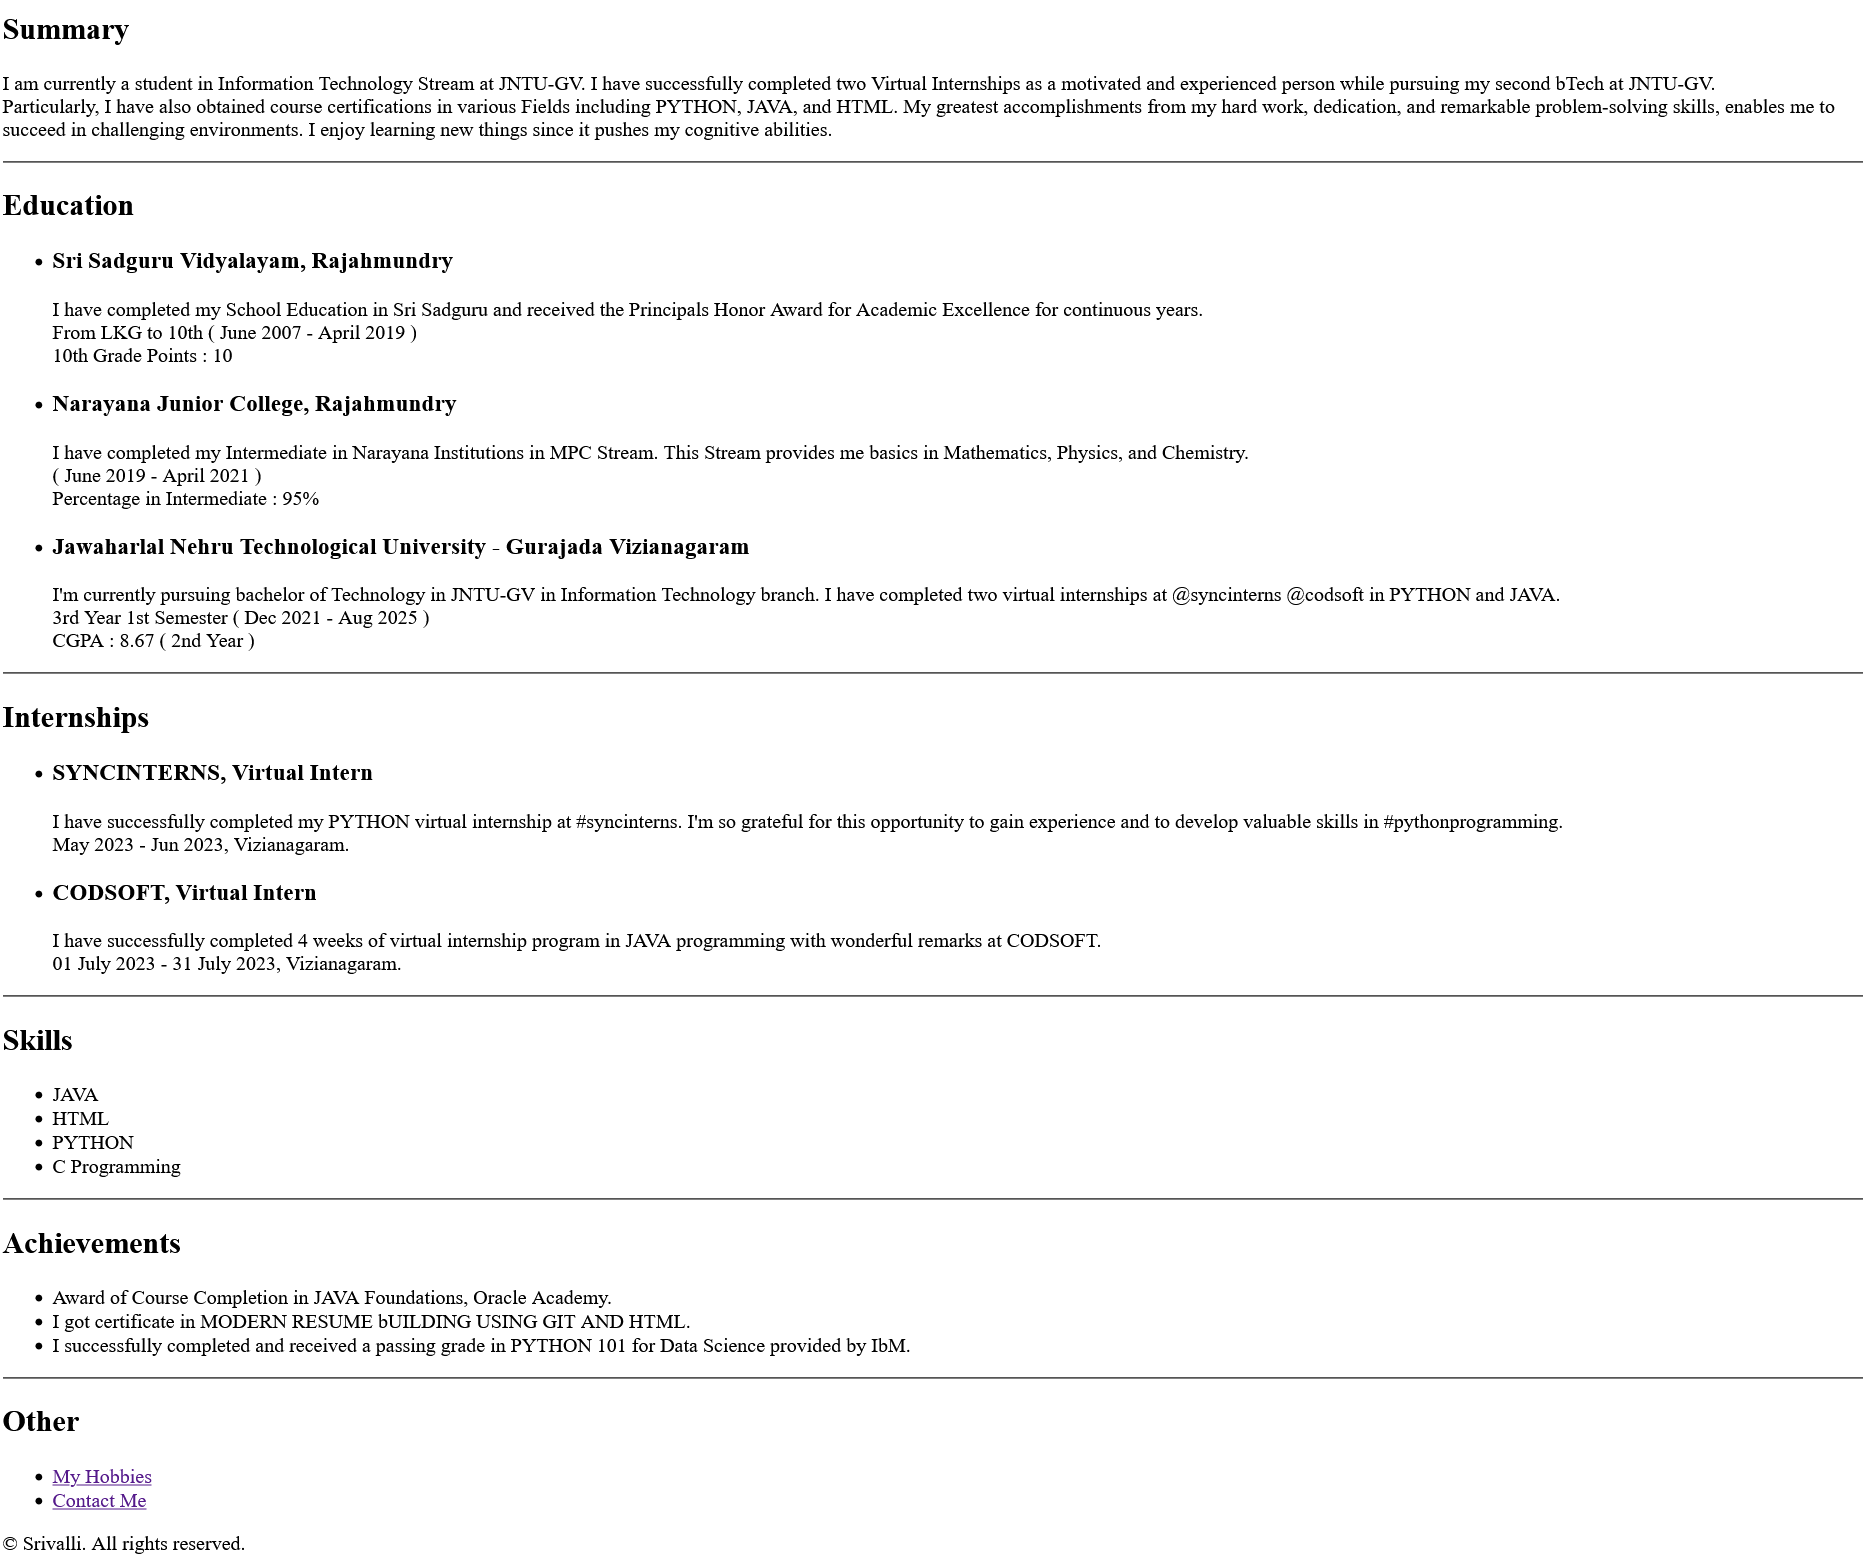 Summary
I am currently a student in Information Technology Stream at JNTU-GV. I have successfully completed two Virtual Internships as a motivated and experienced person while pursuing my second bTech at JNTU-GV.
Particularly, I have also obtained course certifications in various Fields including PYTHON, JAVA, and HTML. My greatest accomplishments from my hard work, dedication, and remarkable problem-solving skills, enables me to
succeed in challenging environments. I enjoy learning new things since it pushes my cognitive abilities.
Education
• Sri Sadguru Vidyalayam, Rajahmundry
I have completed my School Education in Sri Sadguru and received the Principals Honor Award for Academic Excellence for continuous years.
From LKG to 10th ( June 2007 - April 2019 )
10th Grade Points : 10
• Narayana Junior College, Rajahmundry
I have completed my Intermediate in Narayana Institutions in MPC Stream. This Stream provides me basics in Mathematics, Physics, and Chemistry.
( June 2019 - April 2021 )
Percentage in Intermediate : 95%
• Jawaharlal Nehru Technological University - Gurajada Vizianagaram
I'm currently pursuing bachelor of Technology in JNTU-GV in Information Technology branch. I have completed two virtual internships at @syncinterns @codsoft in PYTHON and JAVA.
3rd Year 1st Semester ( Dec 2021 - Aug 2025 )
CGPA : 8.67 ( 2nd Year )
Internships
• SYNCINTERNS, Virtual Intern
I have successfully completed my PYTHON virtual internship at #syncinterns. I'm so grateful for this opportunity to gain experience and to develop valuable skills in #pythonprogramming.
May 2023 - Jun 2023, Vizianagaram.
• CODSOFT, Virtual Intern
I have successfully completed 4 weeks of virtual internship program in JAVA programming with wonderful remarks at CODSOFT.
01 July 2023 - 31 July 2023, Vizianagaram.
Skills
• JAVA
• HTML
• PYTHON
• C Programming
Achievements
• Award of Course Completion in JAVA Foundations, Oracle Academy.
• I got certificate in MODERN RESUME bUILDING USING GIT AND HTML.
• I successfully completed and received a passing grade in PYTHON 101 for Data Science provided by IbM.
Other
• My Hobbies
• Contact Me
© Srivalli. All rights reserved.